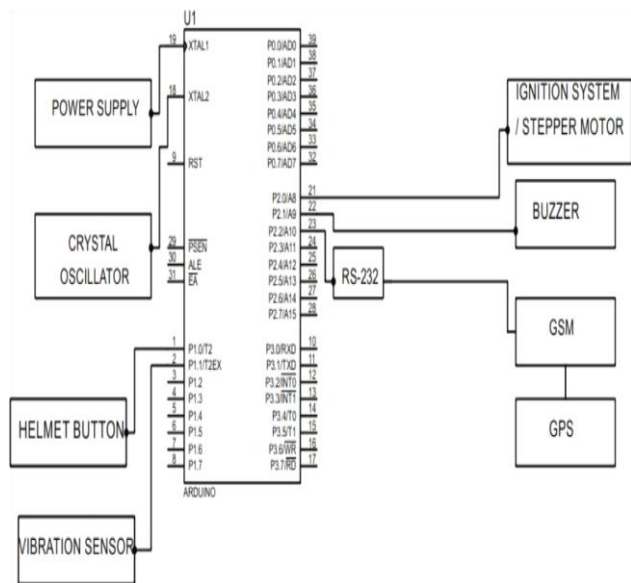 U1
POWER SUPPLY
CRYSTAL
OSCILLATOR
HELMET BUTTON
VIBRATION SENSOR
19 XTAL1
18 XTAL2
9 RST
29 PSEN
30 ALE
31 EA
1 P1.0/T2
2 P1.1/T2EX
3 P1.2
4 P1.3
5 P1.4
6 P1.5
7 P1.6
8 P1.7
P0.0/AD0 39
P0.1/AD1 38
P0.2/AD2 37
P0.3/AD3 36
P0.4/AD4 35
P0.5/AD5 34
P0.6/AD6 33
P0.7/AD7 32
P2.0/A8 21
P2.1/A9 22
P2.2/A10 23
P2.3/A11 24
P2.4/A12 25
P2.5/A13 26
P2.6/A14 27
P2.7/A15 28
P3.0/RXD 10
P3.1/TXD 11
P3.2/INT0 12
P3.3/INT1 13
P3.4/T0 14
P3.5/T1 15
P3.6/WR 16
P3.7/RD 17
ARDUINO
IGNITION SYSTEM
/ STEPPER MOTOR
BUZZER
RS-232
GSM
GPS